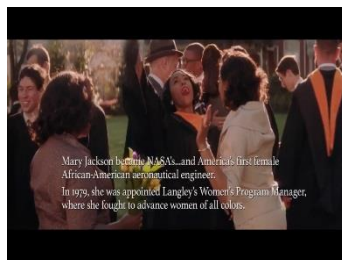 Mary Jackson became NASA's...and America's first female
African-American aeronautical engineer.
In 1979, she was appointed Langley's Women's Program Manager,
where she fought to advance women of all colors.